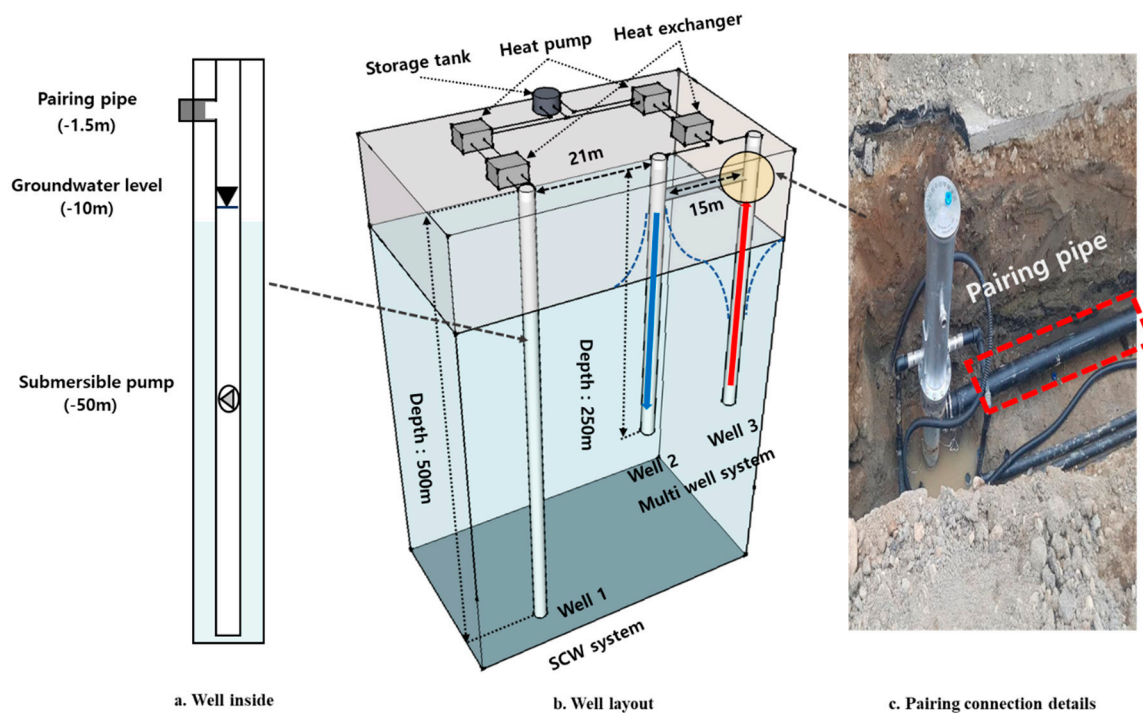 Pairing pipe
(-1.5m)
Groundwater level
(-10m)
Submersible pump
(-50m)
a. Well inside
Storage tank
Heat pump
Heat exchanger
21m
15m
Depth : 500m
Depth : 250m
Well 1
Well 2
Well 3
Multi well system
SCW system
b. Well layout
Pairing pipe
c. Pairing connection details